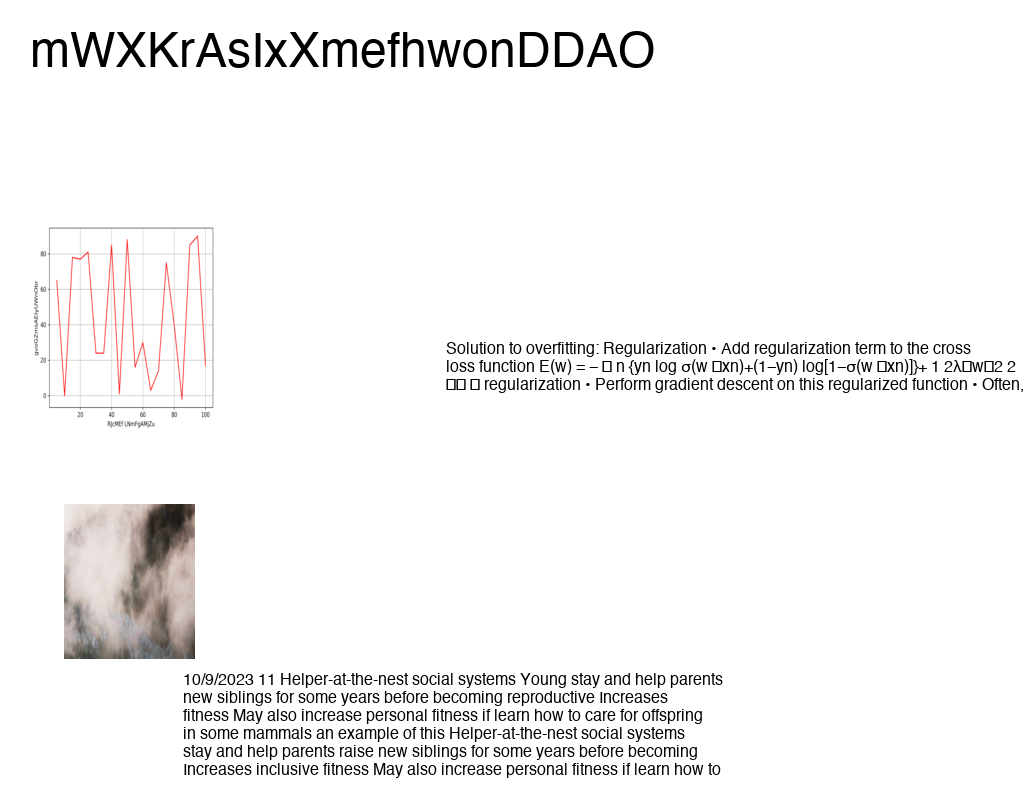 mWXKrAsIxXmefhwonDDAO
80
60
40
20
0
20 40 60 80 100
Solution to overfitting: Regularization • Add regularization term to the cross
loss function E(w) = – □ n {yn log σ(w □xn)+(1–yn) log[1–σ(w □xn)]}+ 1 2λ□w□2 2
□□ □ regularization • Perform gradient descent on this regularized function • Often,
10/9/2023 11 Helper-at-the-nest social systems Young stay and help parents
new siblings for some years before becoming reproductive Increases
fitness May also increase personal fitness if learn how to care for offspring
in some mammals an example of this Helper-at-the-nest social systems
stay and help parents raise new siblings for some years before becoming
Increases inclusive fitness May also increase personal fitness if learn how to